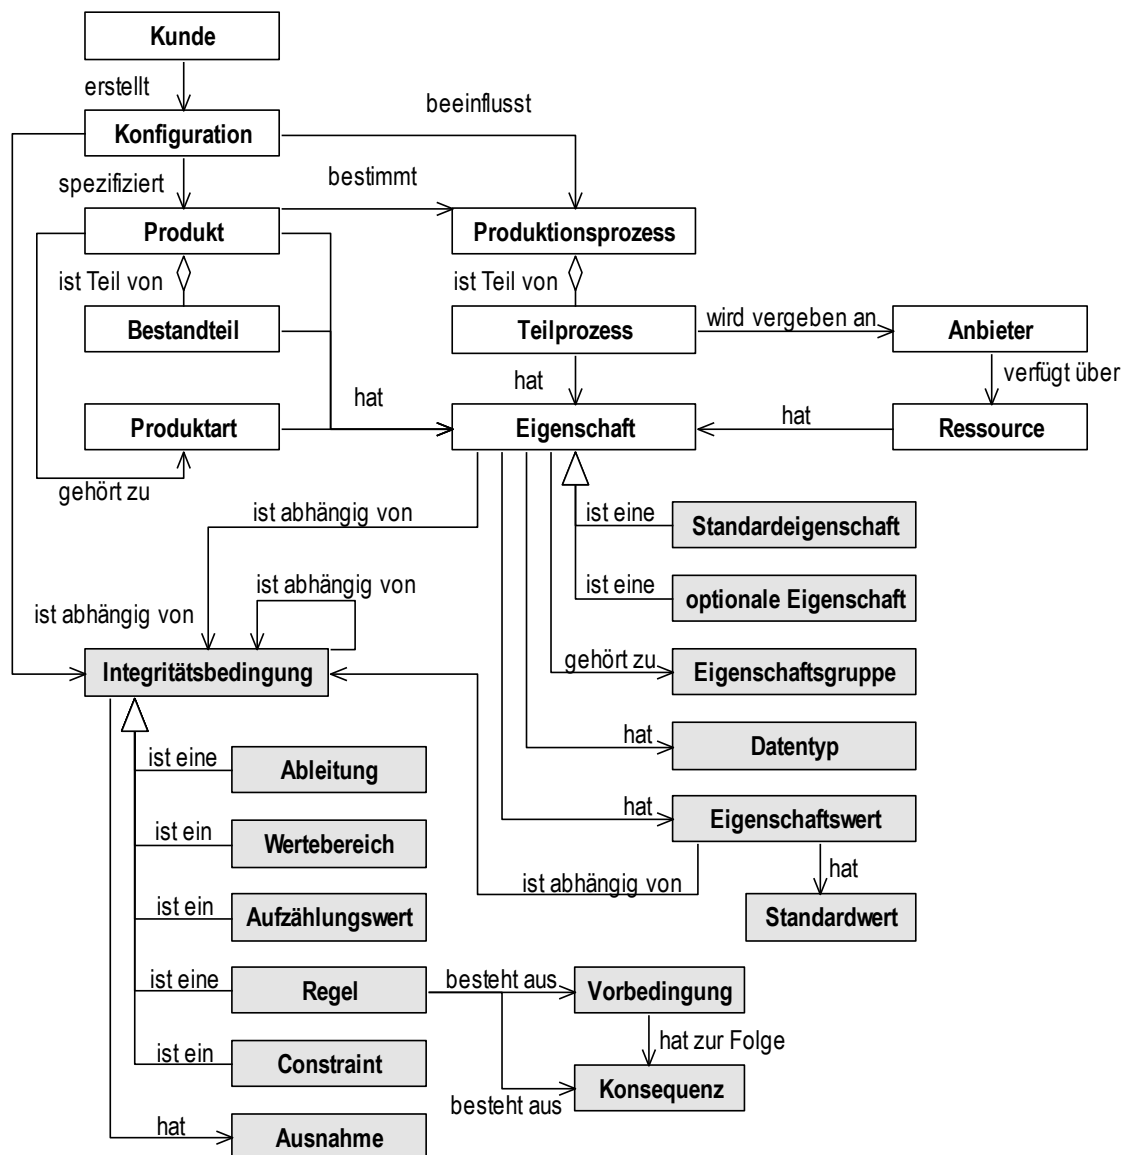 Kunde
erstellt
beeinflusst
Konfiguration
spezifiziert
bestimmt
Produkt
Produktionsprozess
ist Teil von
ist Teil von
Bestandteil
Teilprozess
wird vergeben an
Anbieter
hat
hat
verfügt über
Produktart
Eigenschaft
hat
Ressource
gehört zu
ist abhängig von
ist eine
Standardeigenschaft
ist abhängig von
ist eine
optionale Eigenschaft
ist abhängig von
Integritätsbedingung
gehört zu
Eigenschaftsgruppe
ist eine
Ableitung
hat
Datentyp
ist ein
Wertebereich
hat
Eigenschaftswert
ist abhängig von
hat
ist ein
Aufzählungswert
Standardwert
ist eine
Regel
besteht aus
Vorbedingung
hat zur Folge
ist ein
Constraint
besteht aus
Konsequenz
hat
Ausnahme